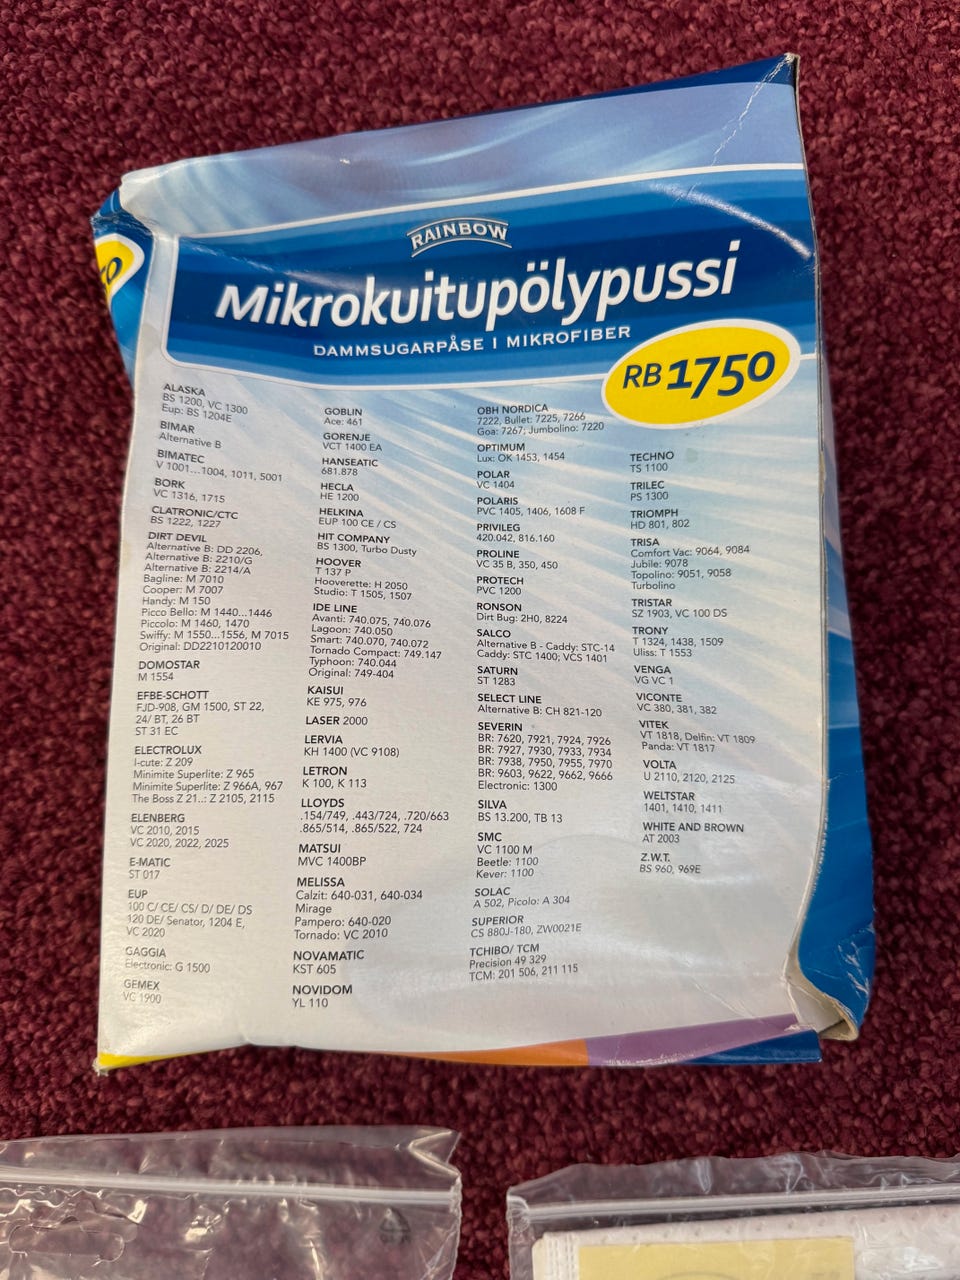 RAINBOW
Mikrokuitupölypussi
DAMMSUGARPÅSE I MIKROFIBER
RB 1750
ALASKA
BS 1200, VC 1300
Eup: BS 1204E
BIMAR
Alternative B
BIMATEC
V 1001...1004, 1011, 5001
BORK
VC 1316, 1715
CLATRONIC/CTC
BS 1222, 1227
DIRT DEVIL
Alternative B: DD 2206,
Alternative B: 2210/G
Alternative B: 2214/A
Bagline: M 7010
Cooper: M 7007
Handy: M 150
Picco Bello: M 1440...1446
Piccolo: M 1460, 1470
Swiffy: M 1550...1556, M 7015
Original: DD2210120010
DOMOSTAR
M 1554
EFBE-SCHOTT
FJD-908, GM 1500, ST 22,
24/ BT, 26 BT
ST 31 EC
ELECTROLUX
I-cute: Z 209
Minimite Superlite: Z 965
Minimite Superlite: Z 966A, 967
The Boss Z 21..: Z 2105, 2115
ELENBERG
VC 2010, 2015
VC 2020, 2022, 2025
E-MATIC
ST 017
EUP
100 C/ CE/ CS/ D/ DE/ DS
120 DE/ Senator, 1204 E,
VC 2020
GAGGIA
Electronic: G 1500
GEMEX
VC 1900
GOBLIN
Ace: 461
GORENJE
VCT 1400 EA
HANSEATIC
681.878
HECLA
HE 1200
HELKINA
EUP 100 CE / CS
HIT COMPANY
BS 1300, Turbo Dusty
HOOVER
T 137 P
Hooverette: H 2050
Studio: T 1505, 1507
IDE LINE
Avanti: 740.075, 740.076
Lagoon: 740.050
Smart: 740.070, 740.072
Tornado Compact: 749.147
Typhoon: 740.044
Original: 749-404
KAISUI
KE 975, 976
LASER 2000
LERVIA
KH 1400 (VC 9108)
LETRON
K 100, K 113
LLOYDS
.154/749, .443/724, .720/663
.865/514, .865/522, 724
MATSUI
MVC 1400BP
MELISSA
Calzit: 640-031, 640-034
Mirage
Pampero: 640-020
Tornado: VC 2010
NOVAMATIC
KST 605
NOVIDOM
YL 110
OBH NORDICA
7222, Bullet: 7225, 7266
Goa: 7267; Jumbolino: 7220
OPTIMUM
Lux: OK 1453, 1454
POLAR
VC 1404
POLARIS
PVC 1405, 1406, 1608 F
PRIVILEG
420.042, 816.160
PROLINE
VC 35 B, 350, 450
PROTECH
PVC 1200
RONSON
Dirt Bug: 2H0, 8224
SALCO
Alternative B - Caddy: STC-14
Caddy: STC 1400; VCS 1401
SATURN
ST 1283
SELECT LINE
Alternative B: CH 821-120
SEVERIN
BR: 7620, 7921, 7924, 7926
BR: 7927, 7930, 7933, 7934
BR: 7938, 7950, 7955, 7970
BR: 9603, 9622, 9662, 9666
Electronic: 1300
SILVA
BS 13.200, TB 13
SMC
VC 1100 M
Beetle: 1100
Kever: 1100
SOLAC
A 502, Picolo: A 304
SUPERIOR
CS 880J-180, ZW0021E
TCHIBO/ TCM
Precision 49 329
TCM: 201 506, 211 115
TECHNO
TS 1100
TRILEC
PS 1300
TRIOMPH
HD 801, 802
TRISA
Comfort Vac: 9064, 9084
Jubile: 9078
Topolino: 9051, 9058
Turbolino
TRISTAR
SZ 1903, VC 100 DS
TRONY
T 1324, 1438, 1509
Uliss: T 1553
VENGA
VG VC 1
VICONTE
VC 380, 381, 382
VITEK
VT 1818, Delfin: VT 1809
Panda: VT 1817
VOLTA
U 2110, 2120, 2125
WELTSTAR
1401, 1410, 1411
WHITE AND BROWN
AT 2003
Z.W.T.
BS 960, 969E